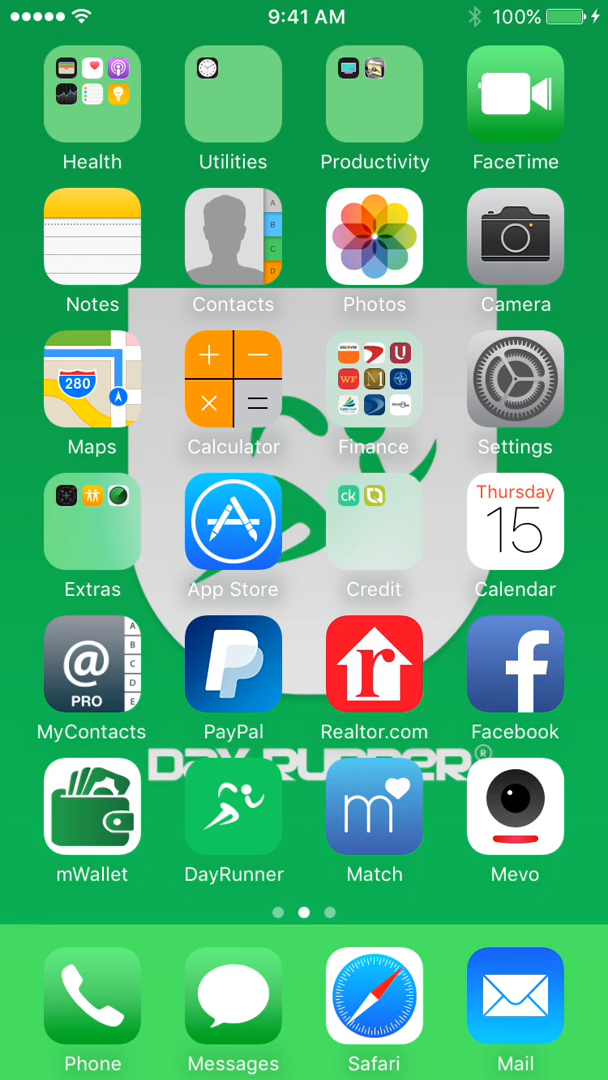 9:41 AM 100%
Health Utilities Productivity FaceTime
A
B
C
D
Notes Contacts Photos Camera
280
Maps Calculator Finance Settings
ck
Thursday
15
Extras App Store Credit Calendar
@
PRO
A
B
C
D
E
r
f
MyContacts PayPal Realtor.com Facebook
DAY RUNNER®
m
mWallet DayRunner Match Mevo
Phone Messages Safari Mail